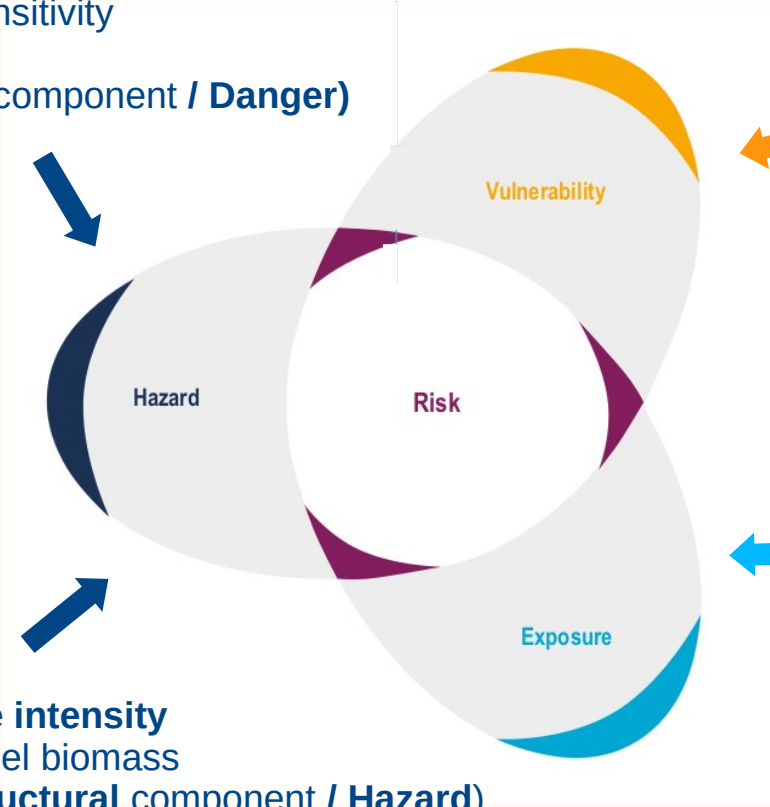 nsitivity
component / Danger)
Vulnerability
Hazard
Risk
Exposure
e intensity
el biomass
uctural component / Hazard)